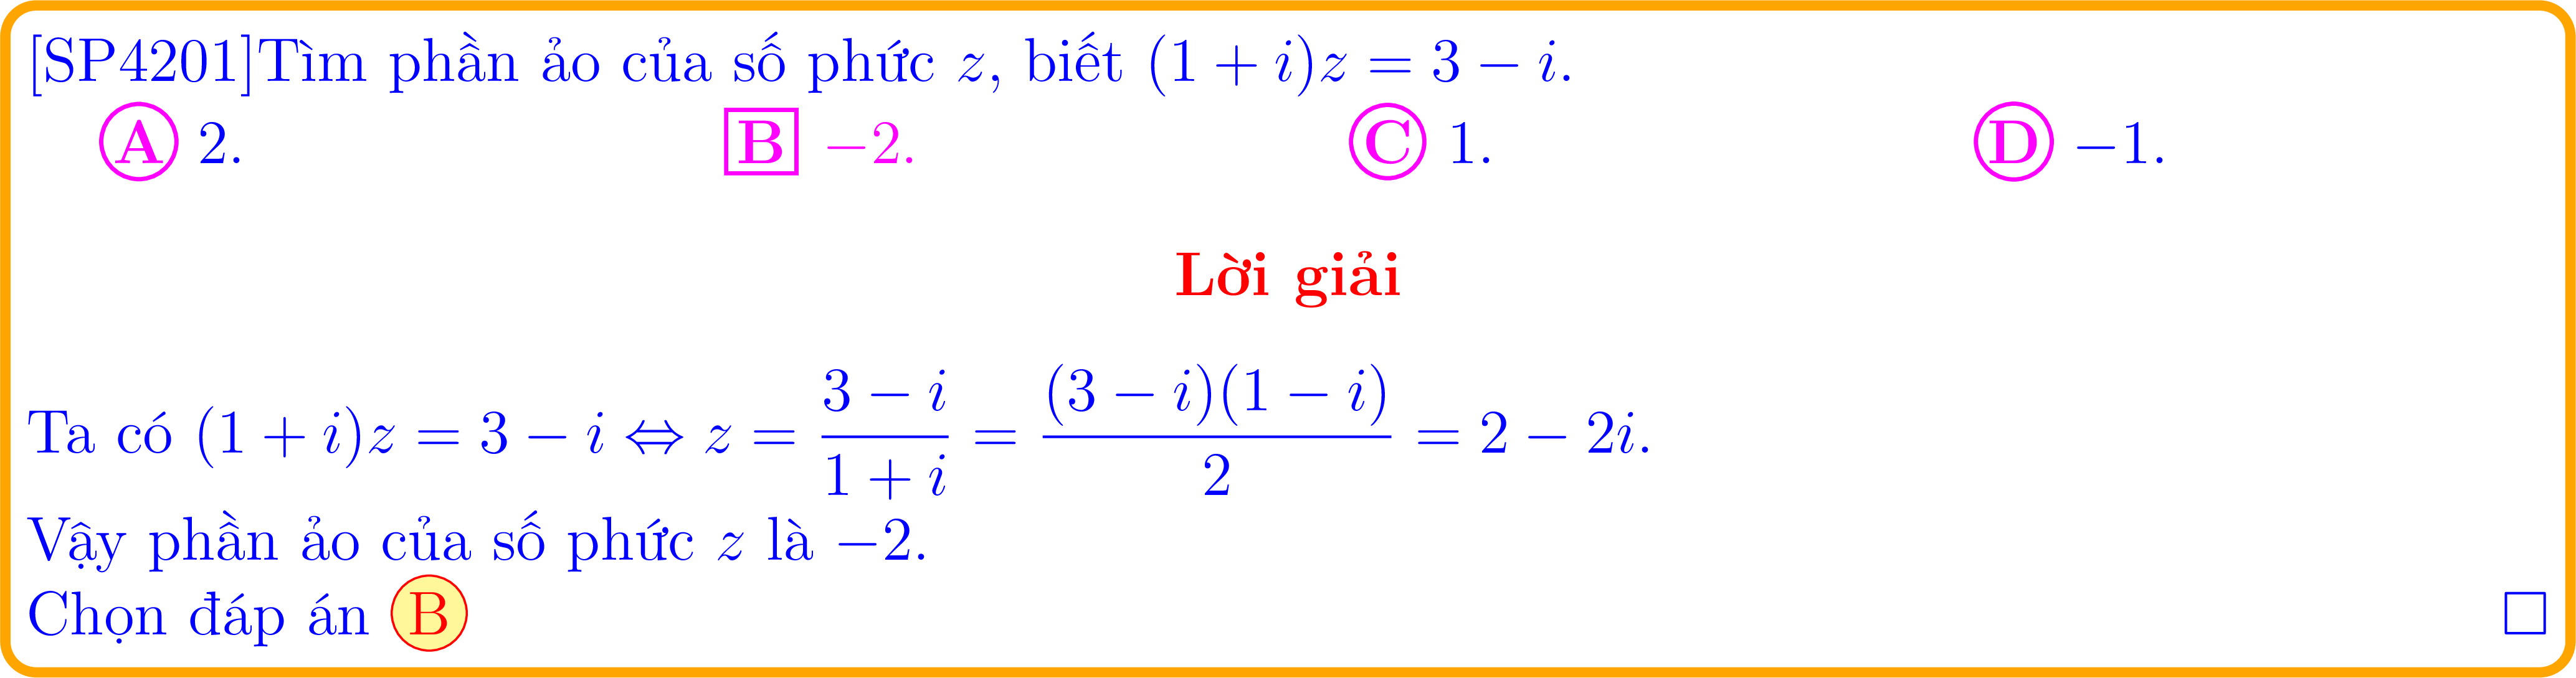 [SP4201]Tìm phần ảo của số phức z, biết (1 + i)z = 3 − i.
A 2. B −2. C 1. D −1.
Lời giải
Ta có (1 + i)z = 3 − i ⇔ z = \frac{3 − i}{1 + i} = \frac{(3 − i)(1 − i)}{2} = 2 − 2i.
Vậy phần ảo của số phức z là −2.
Chọn đáp án B □